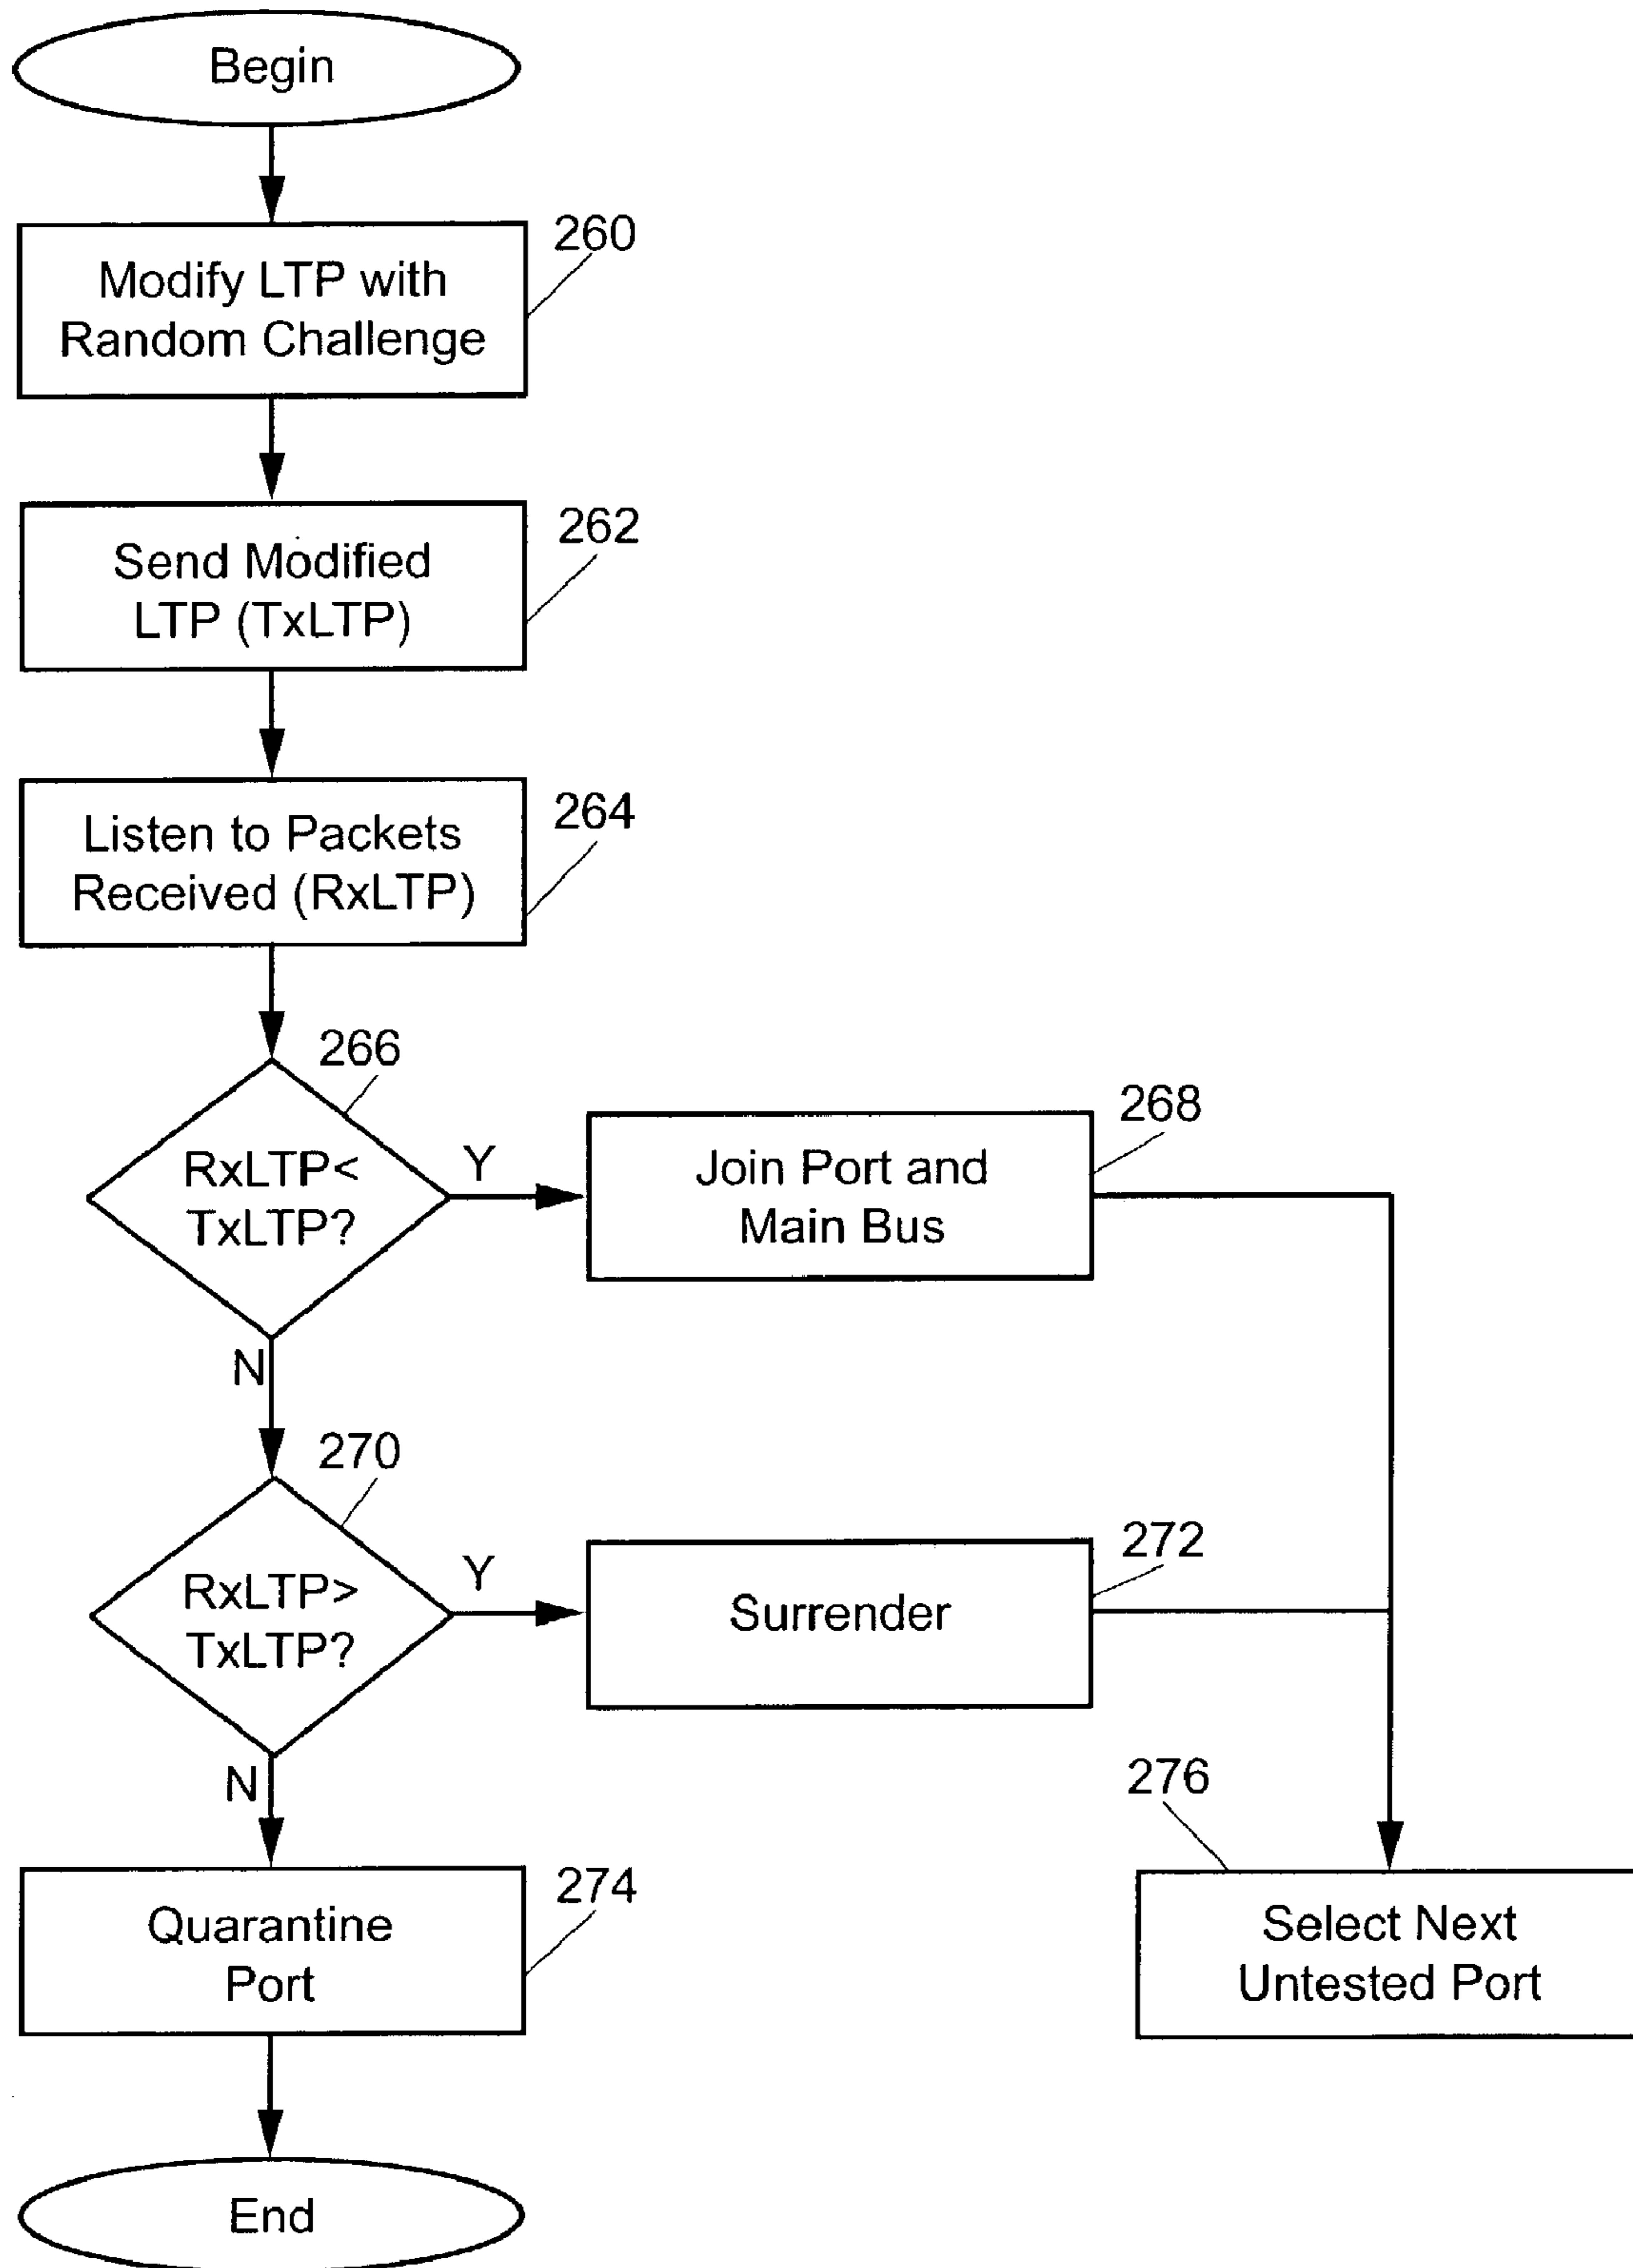 Begin
260
Modify LTP with
Random Challenge
262
Send Modified
LTP (TxLTP)
264
Listen to Packets
Received (RxLTP)
266
RxLTP<
TxLTP?
Y
268
Join Port and
Main Bus
N
270
RxLTP>
TxLTP?
Y
272
Surrender
N
274
Quarantine
Port
276
Select Next
Untested Port
End